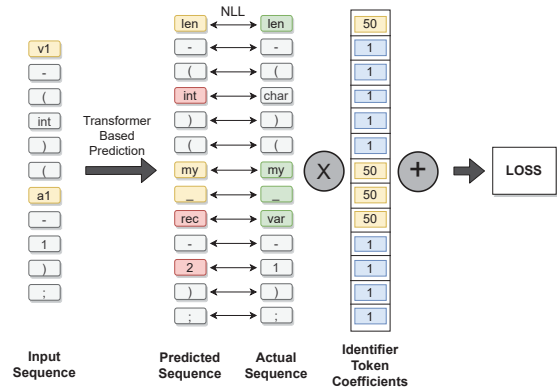 NLL
len len 50
v1 - - 1
- ( ( 1
( int char 1
int ) ) 1
) Transformer ( ( 1
( Based my my 50
Prediction
a1 _ _ 50
- rec var 50
1 - - 1
) 2 1 1
; ) ) 1
; ; 1
X
+
LOSS
Input
Sequence
Predicted
Sequence
Actual
Sequence
Identifier
Token
Coefficients